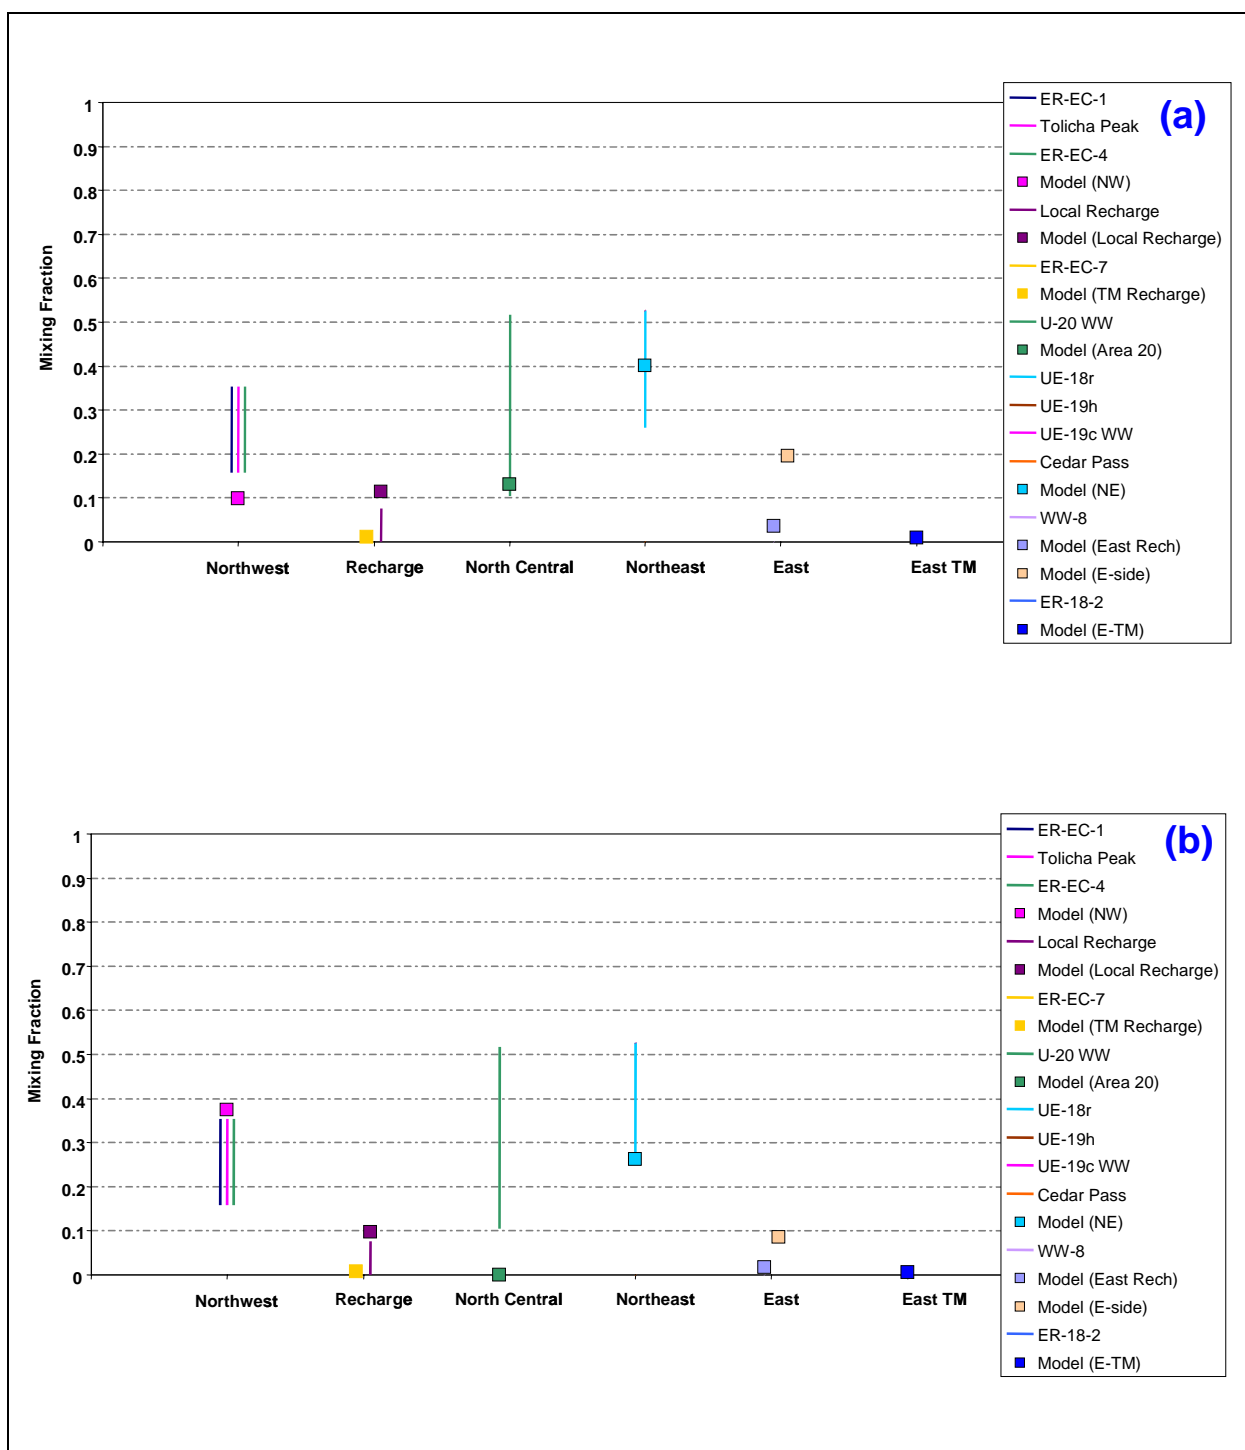 (a)
Mixing Fraction
1
0.9
0.8
0.7
0.6
0.5
0.4
0.3
0.2
0.1
0
Northwest
Recharge
North Central
Northeast
East
East TM
ER-EC-1
Tolicha Peak
ER-EC-4
Model (NW)
Local Recharge
Model (Local Recharge)
ER-EC-7
Model (TM Recharge)
U-20 WW
Model (Area 20)
UE-18r
UE-19h
UE-19c WW
Cedar Pass
Model (NE)
WW-8
Model (East Rech)
Model (E-side)
ER-18-2
Model (E-TM)
(b)
Mixing Fraction
1
0.9
0.8
0.7
0.6
0.5
0.4
0.3
0.2
0.1
0
Northwest
Recharge
North Central
Northeast
East
East TM
ER-EC-1
Tolicha Peak
ER-EC-4
Model (NW)
Local Recharge
Model (Local Recharge)
ER-EC-7
Model (TM Recharge)
U-20 WW
Model (Area 20)
UE-18r
UE-19h
UE-19c WW
Cedar Pass
Model (NE)
WW-8
Model (East Rech)
Model (E-side)
ER-18-2
Model (E-TM)